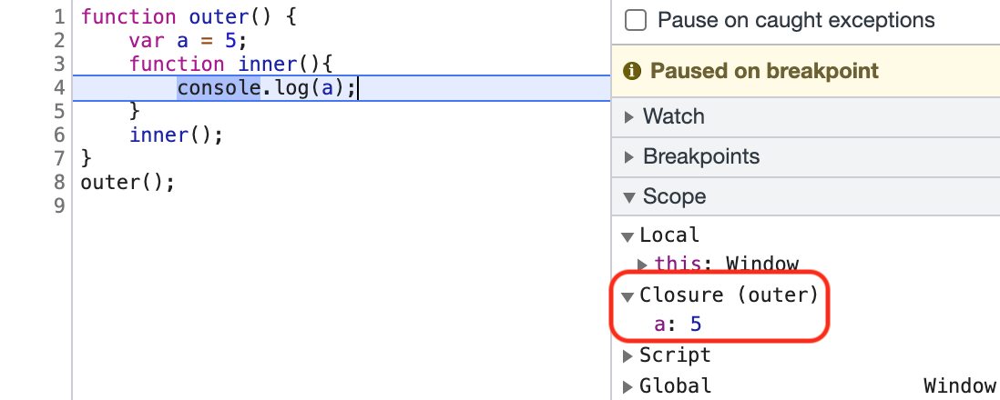 1 function outer() {
2 var a = 5;
3 function inner(){
4 console.log(a);
5 }
6 inner();
7 }
8 outer();
9
Pause on caught exceptions
Paused on breakpoint
Watch
Breakpoints
Scope
Local
this: Window
Closure (outer)
a: 5
Script
Global Window